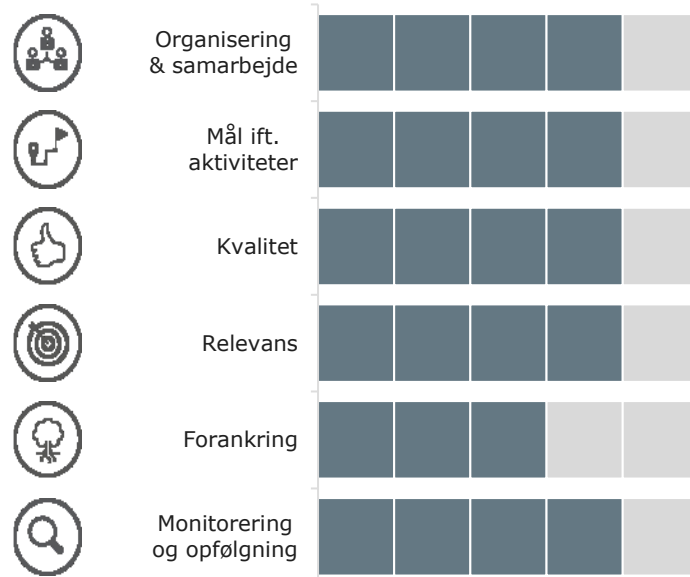 Organisering
& samarbejde
Mål ift.
aktiviteter
Kvalitet
Relevans
Forankring
Monitorering
og opfølgning